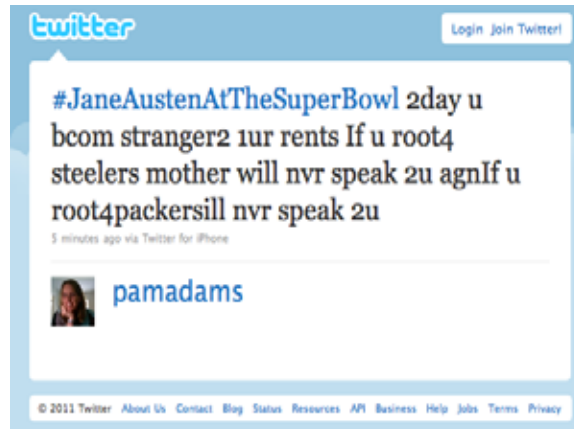 twitter
Login Join Twitter!
#JaneAustenAtTheSuperBowl 2day u
bcom stranger2 1ur rents If u root4
steelers mother will nvr speak 2u agnIf u
root4packersill nvr speak 2u
5 minutes ago via Twitter for iPhone
pamadams
© 2011 Twitter About Us Contact Blog Status Resources API Business Help Jobs Terms Privacy